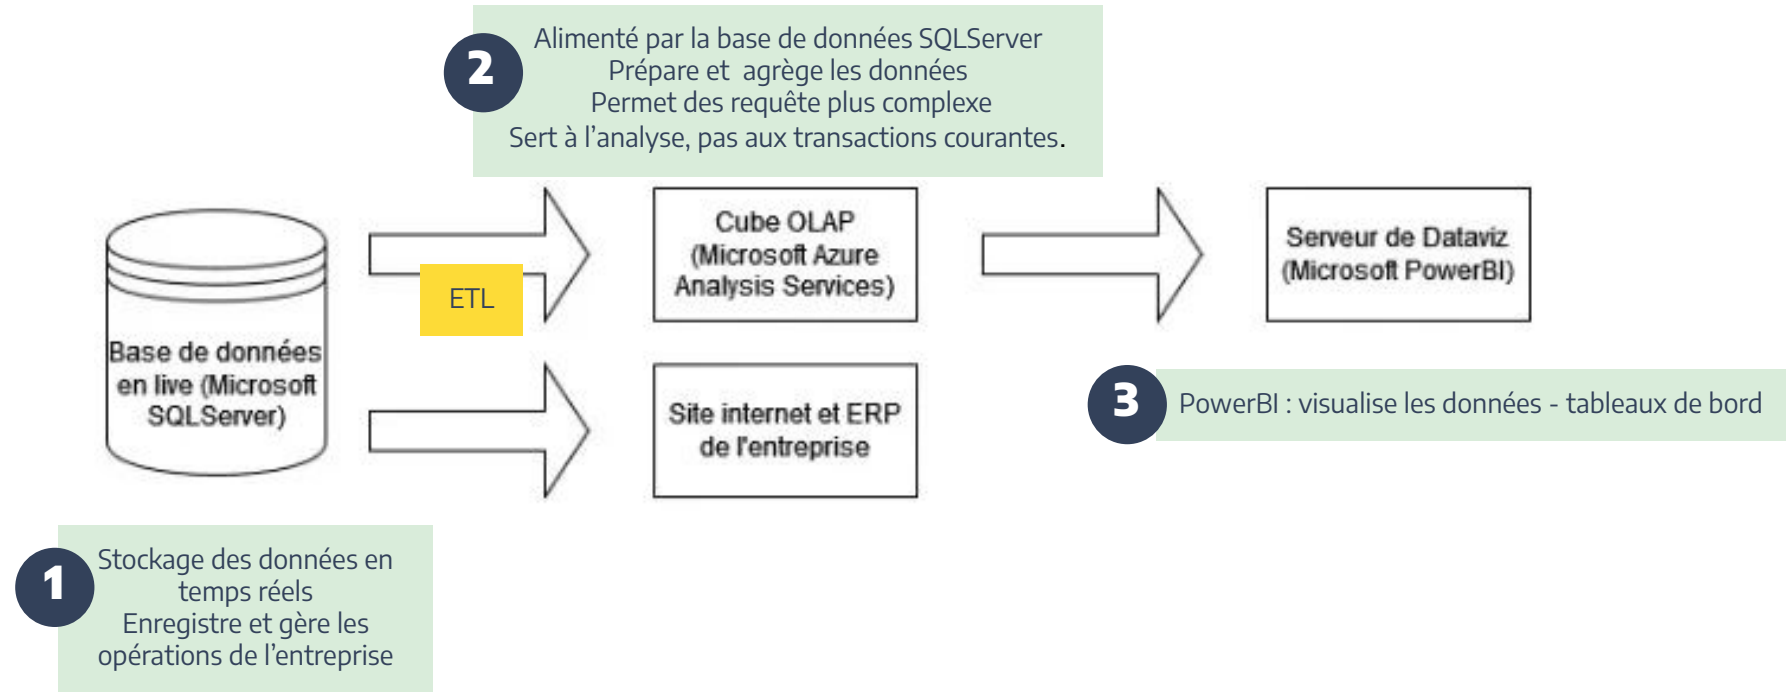 2
Alimenté par la base de données SQLServer
Prépare et  agrège les données
Permet des requête plus complexe
Sert à l’analyse, pas aux transactions courantes.
Base de données
en live (Microsoft
SQLServer)
ETL
Cube OLAP
(Microsoft Azure
Analysis Services)
Serveur de Dataviz
(Microsoft PowerBI)
Site internet et ERP
de l'entreprise
3
PowerBI : visualise les données - tableaux de bord
1
Stockage des données en
temps réels
Enregistre et gère les
opérations de l’entreprise